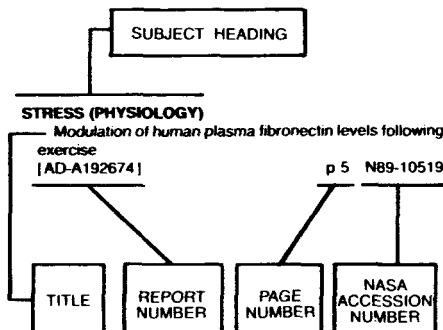 SUBJECT HEADING
STRESS (PHYSIOLOGY)
Modulation of human plasma fibronectin levels following
exercise
[AD-A192674] p 5 N89-10519
TITLE
REPORT
NUMBER
PAGE
NUMBER
NASA
ACCESSION
NUMBER